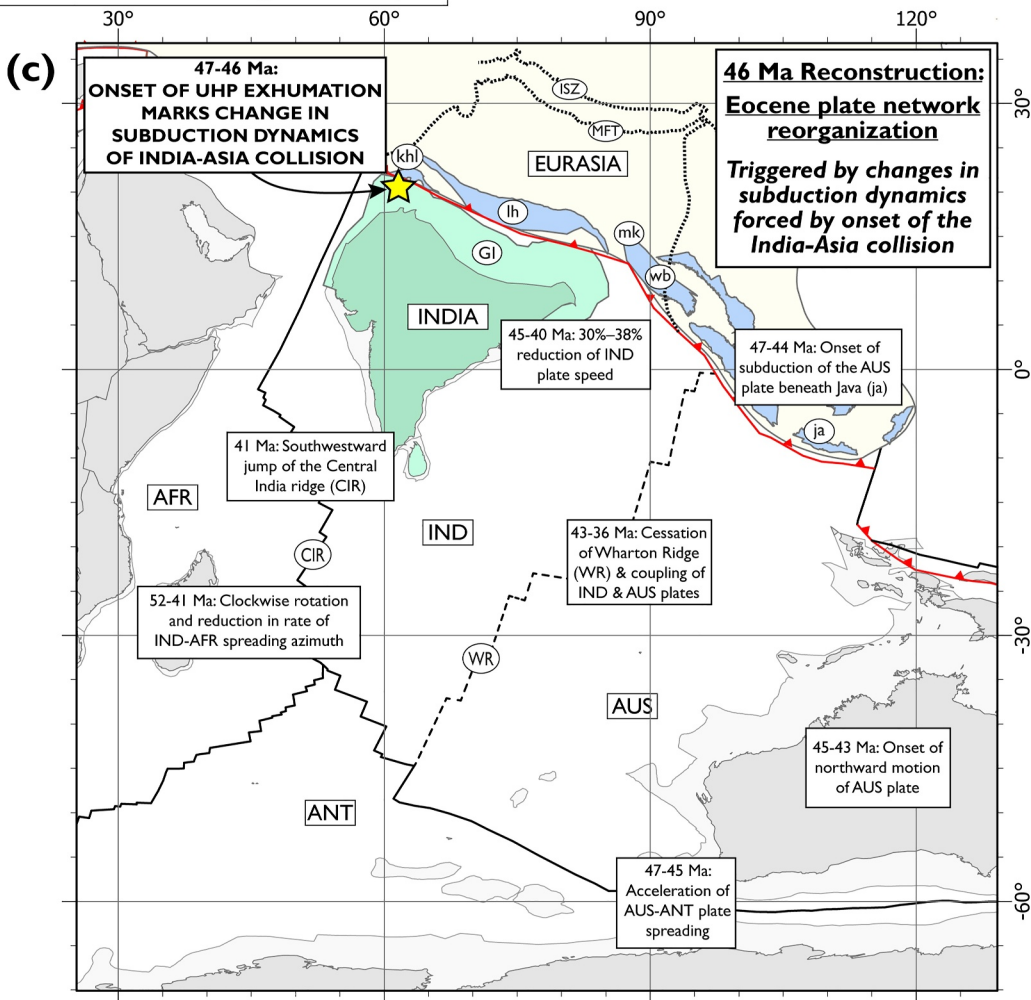 30°
60°
90°
120°
(c)
47-46 Ma:
ONSET OF UHP EXHUMATION
MARKS CHANGE IN
SUBDUCTION DYNAMICS
OF INDIA-ASIA COLLISION
46 Ma Reconstruction:
Eocene plate network
reorganization
Triggered by changes in
subduction dynamics
forced by onset of the
India-Asia collision
30°
ISZ
MFT
khl
EURASIA
lh
mk
GI
wb
INDIA
45-40 Ma: 30%–38%
reduction of IND
plate speed
47-44 Ma: Onset of
subduction of the AUS
plate beneath Java (ja)
0°
ja
41 Ma: Southwestward
jump of the Central
India ridge (CIR)
AFR
IND
CIR
43-36 Ma: Cessation
of Wharton Ridge
(WR) & coupling of
IND & AUS plates
52-41 Ma: Clockwise rotation
and reduction in rate of
IND-AFR spreading azimuth
-30°
WR
AUS
45-43 Ma: Onset of
northward motion
of AUS plate
ANT
47-45 Ma:
Acceleration of
AUS-ANT plate
spreading
-60°